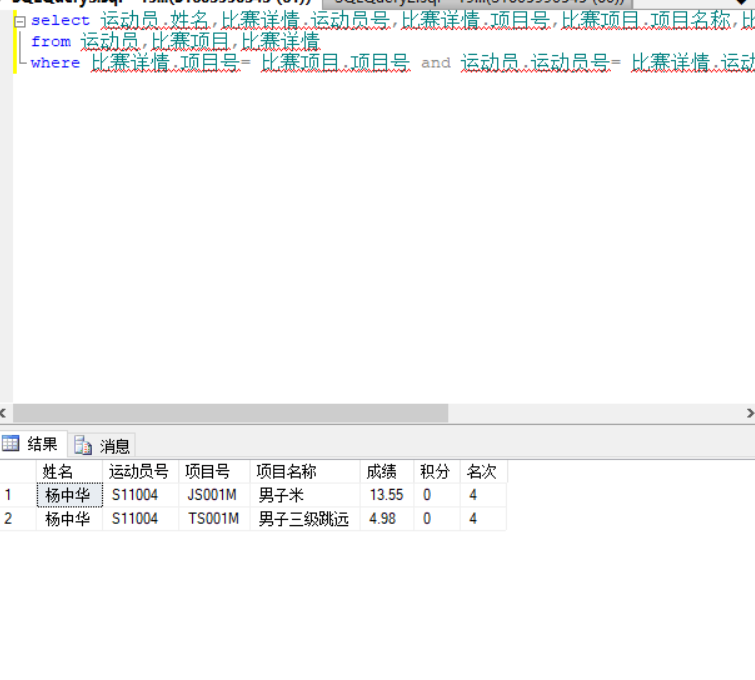 select 运动员.姓名,比赛详情.运动员号,比赛详情.项目号,比赛项目.项目名称,
from 运动员,比赛项目,比赛详情
where 比赛详情.项目号= 比赛项目.项目号 and 运动员.运动员号= 比赛详情.运动
结果 消息
姓名 运动员号 项目号 项目名称 成绩 积分 名次
1 杨中华 S11004 JS001M 男子米 13.55 0 4
2 杨中华 S11004 TS001M 男子三级跳远 4.98 0 4